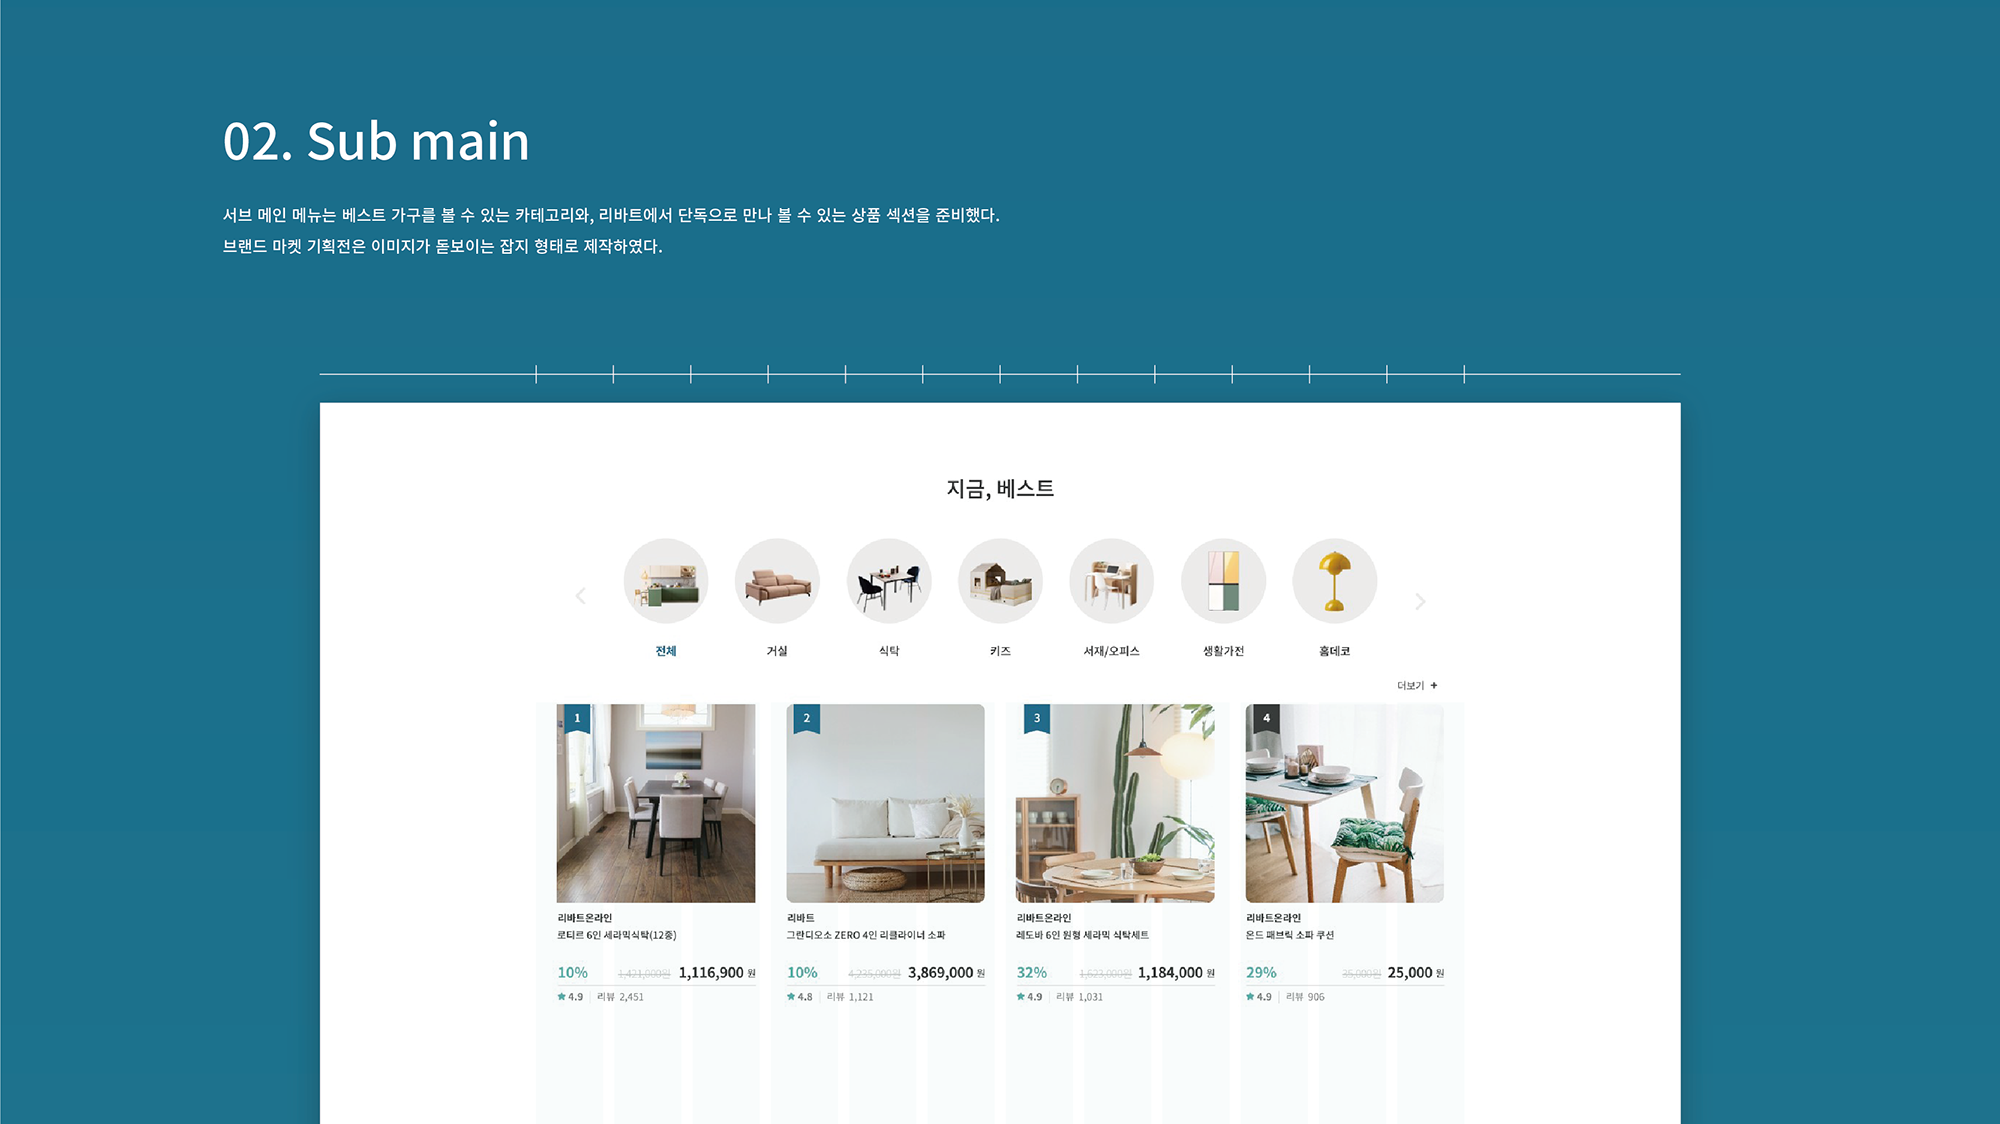 02. Sub main
서브 메인 메뉴는 베스트 가구를 볼 수 있는 카테고리와, 리바트에서 단독으로 만나 볼 수 있는 상품 섹션을 준비했다.
브랜드 마켓 기획전은 이미지가 돋보이는 잡지 형태로 제작하였다.
지금, 베스트
전체 거실 식탁 키즈 서재/오피스 생활가전 홈데코
더보기 +
1 2 3 4
리바트온라인
로티르 6인 세라믹식탁(12종)
10% 1,421,000원 1,116,900 원
4.9 리뷰 2,451
리바트
그란디오소 ZERO 4인 리클라이너 소파
10% 4,235,000원 3,869,000 원
4.8 리뷰 1,121
리바트온라인
레도바 6인 원형 세라믹 식탁세트
32% 1,623,000원 1,184,000 원
4.9 리뷰 1,031
리바트온라인
온드 패브릭 소파 쿠션
29% 35,000원 25,000 원
4.9 리뷰 906